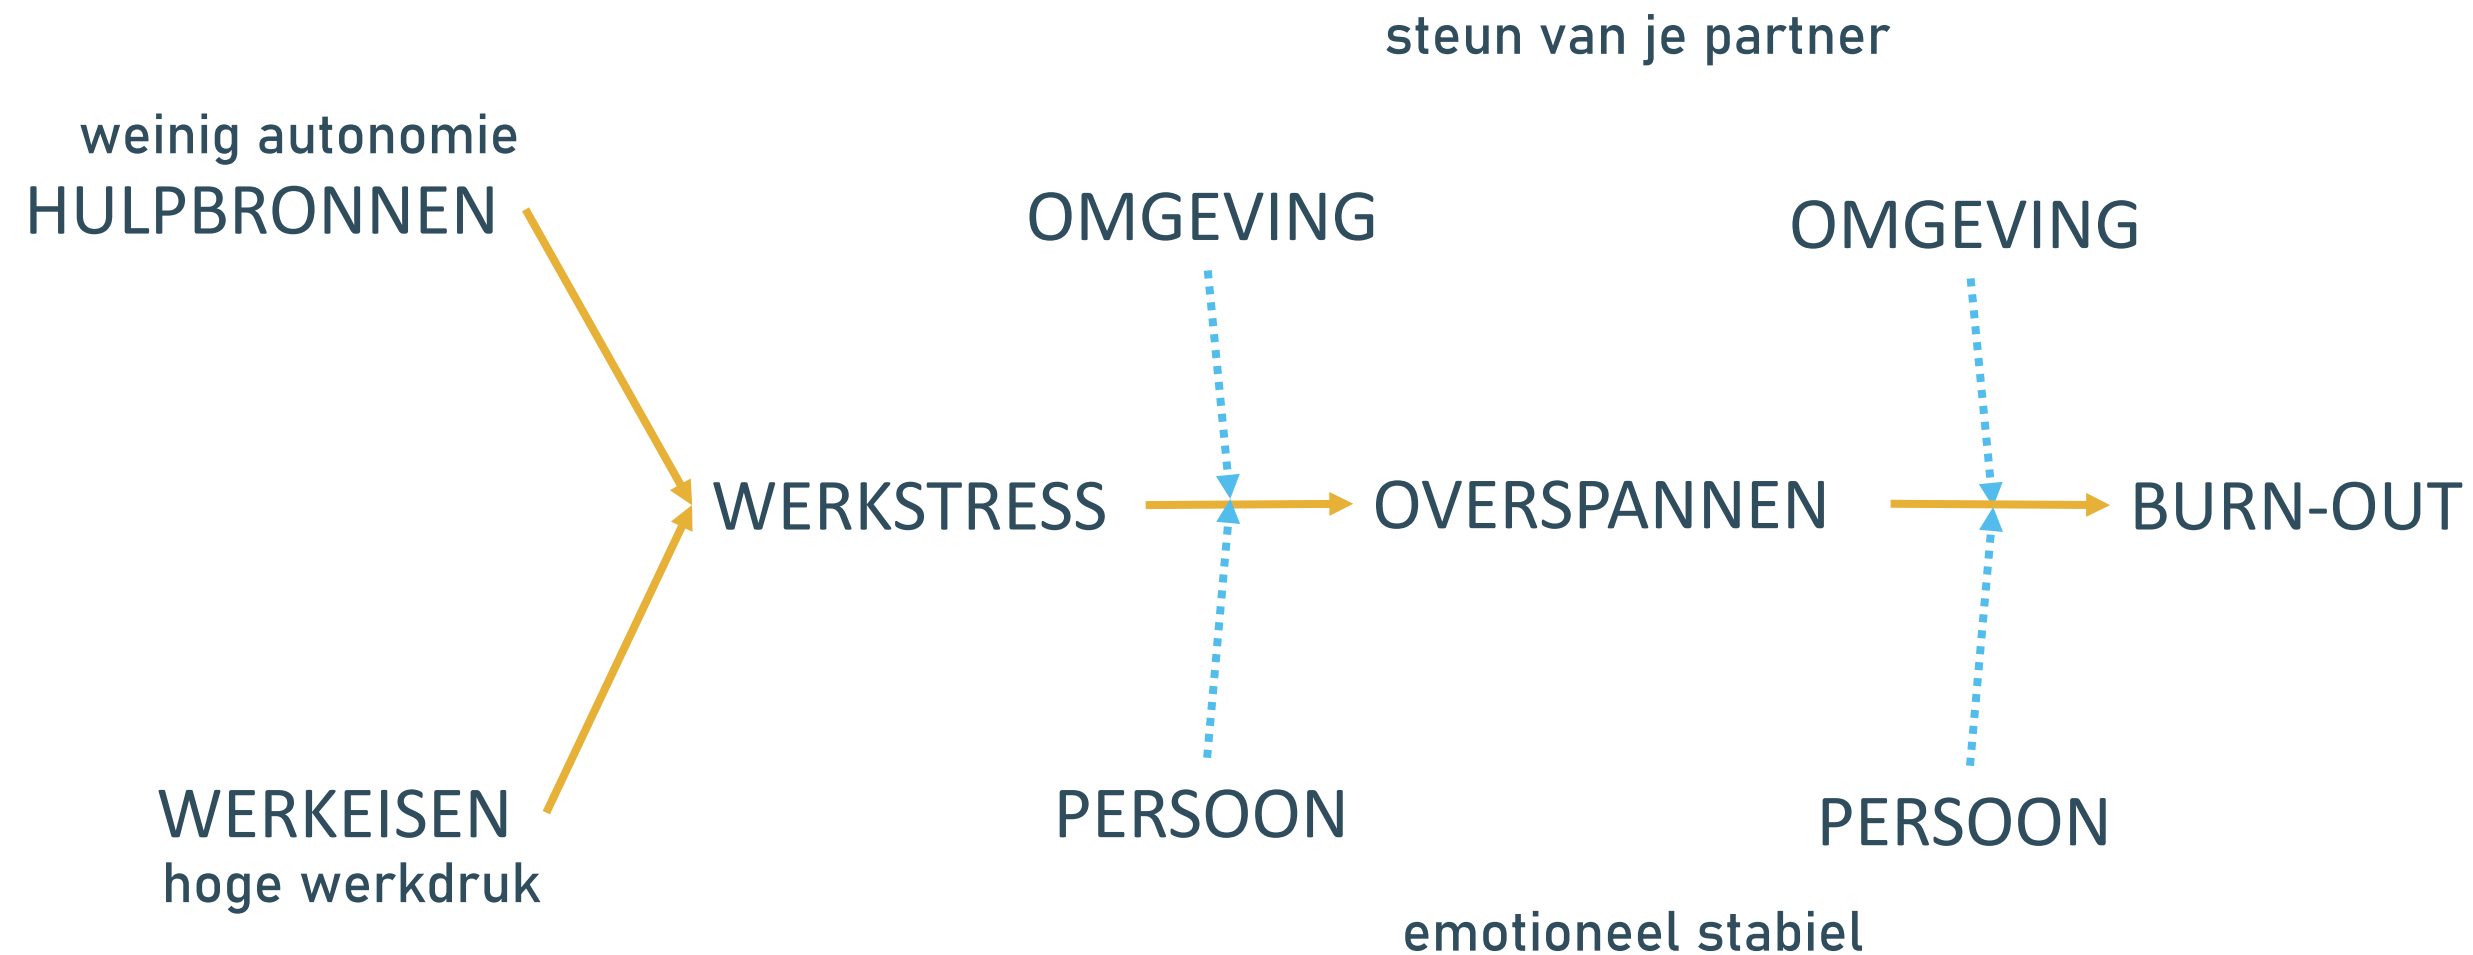 steun van je partner
weinig autonomie
HULPBRONNEN
OMGEVING
OMGEVING
WERKSTRESS
OVERSPANNEN
BURN-OUT
WERKEISEN
hoge werkdruk
PERSOON
PERSOON
emotioneel stabiel